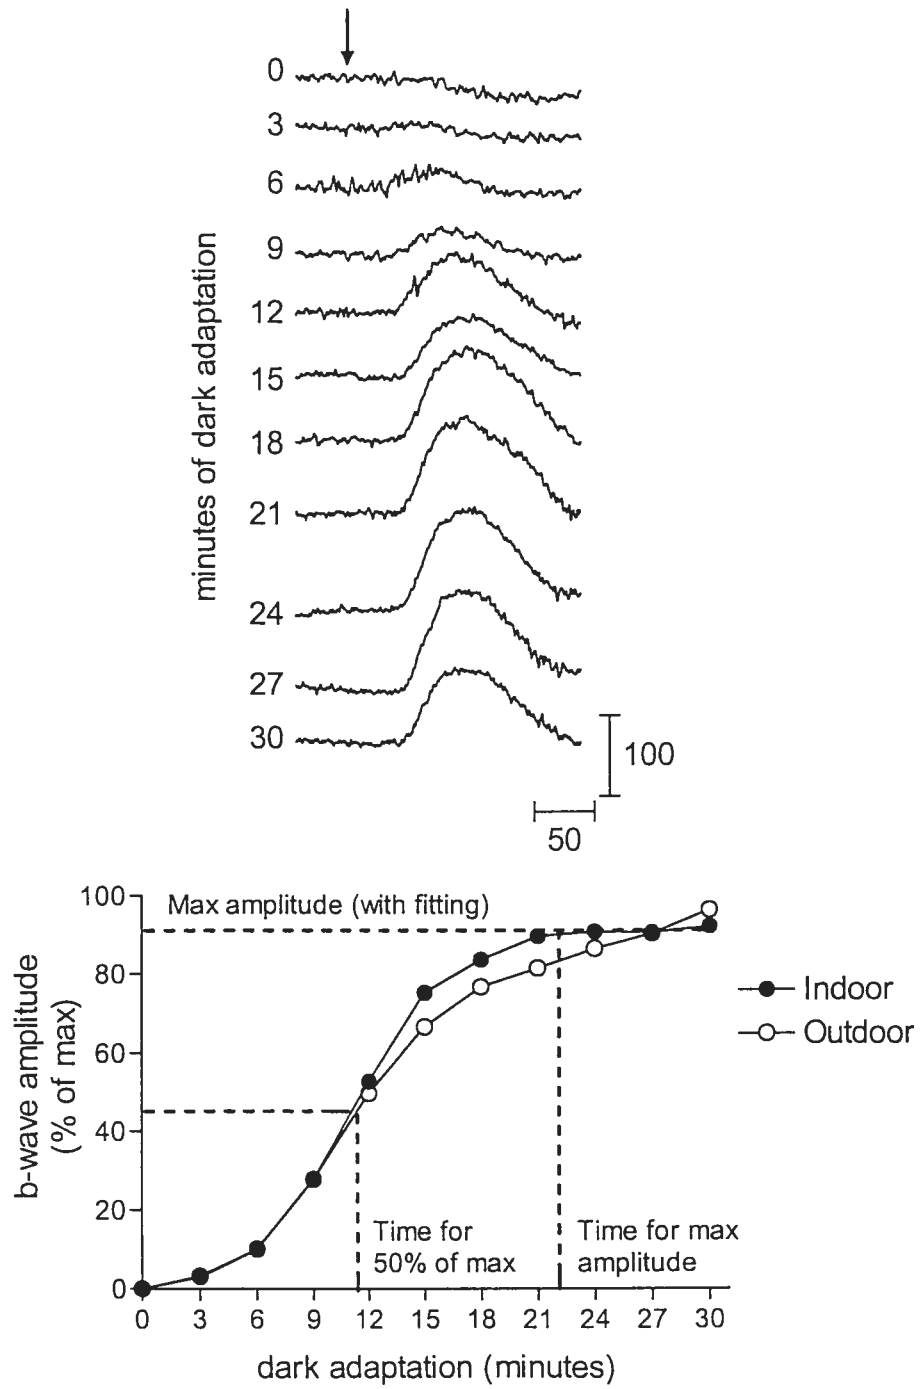 0
3
6
9
12
15
18
21
24
27
30
minutes of dark adaptation
100
50
100
80
60
40
20
0
b-wave amplitude
(% of max)
Max amplitude (with fitting)
Indoor
Outdoor
Time for
50% of max
Time for max
amplitude
0 3 6 9 12 15 18 21 24 27 30
dark adaptation (minutes)